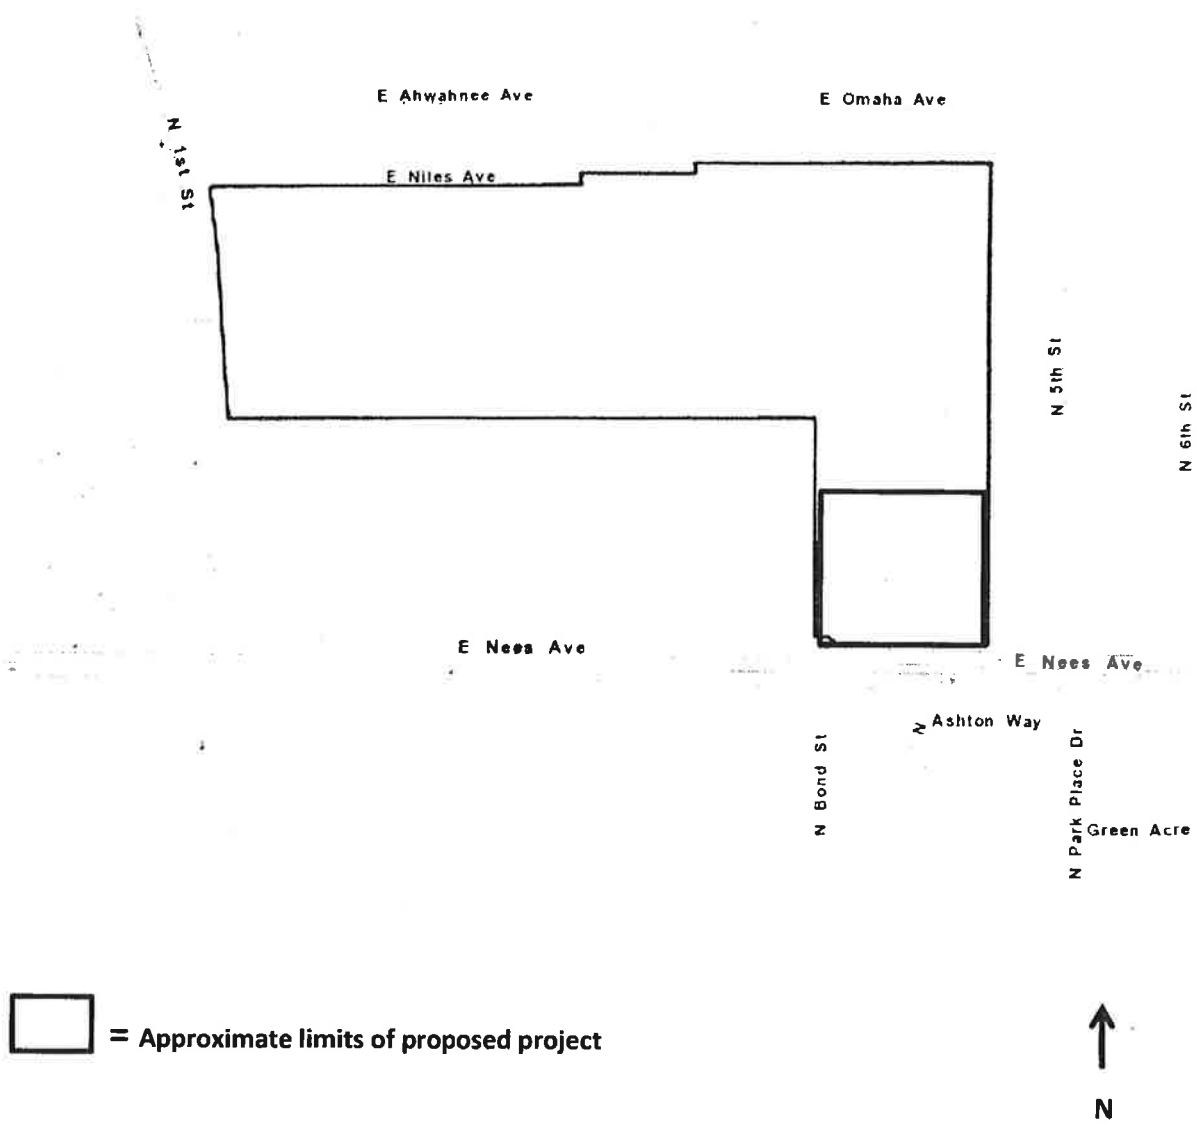 E Ahwahnee Ave
E Omaha Ave
N 1st St
E Niles Ave
N 5th St
N 6th St
E Nees Ave
E Nees Ave
N Ashton Way
N Bond St
N Park Place Dr
Green Acre
= Approximate limits of proposed project
N